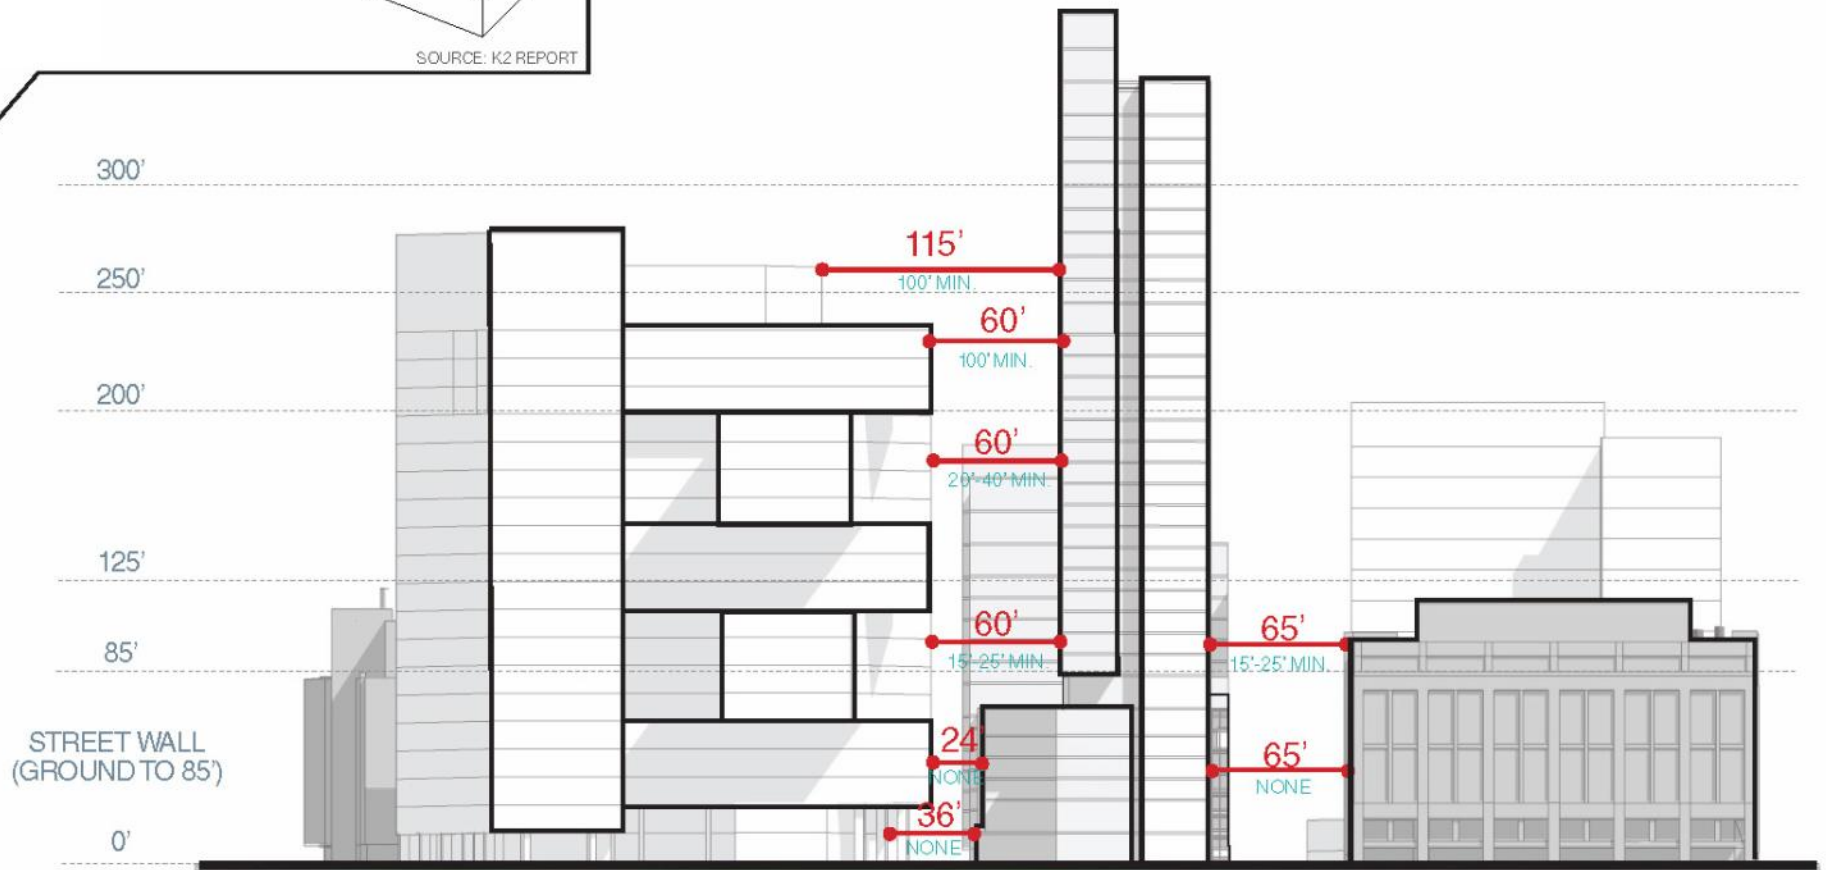 SOURCE: K2 REPORT
300'
115'
250'
100' MIN.
60'
100' MIN.
200'
60'
20'-40' MIN.
125'
60'
65'
85'
15'-25' MIN.
15'-25' MIN.
STREET WALL
(GROUND TO 85')
24'
NONE
65'
NONE
36'
NONE
0'